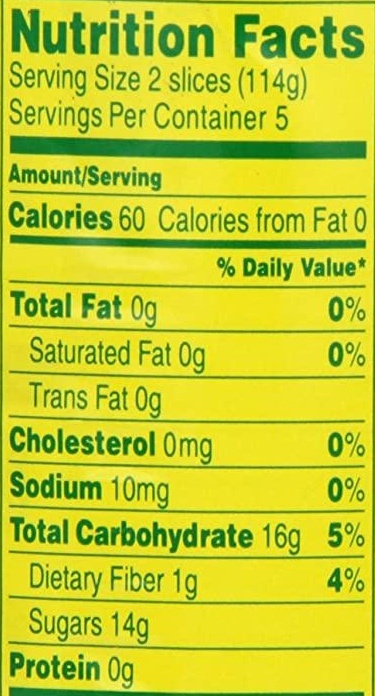 Nutrition Facts
Serving Size 2 slices (114g)
Servings Per Container 5
Amount/Serving
Calories 60 Calories from Fat 0
% Daily Value*
Total Fat 0g 0%
Saturated Fat 0g 0%
Trans Fat 0g
Cholesterol 0mg 0%
Sodium 10mg 0%
Total Carbohydrate 16g 5%
Dietary Fiber 1g 4%
Sugars 14g
Protein 0g